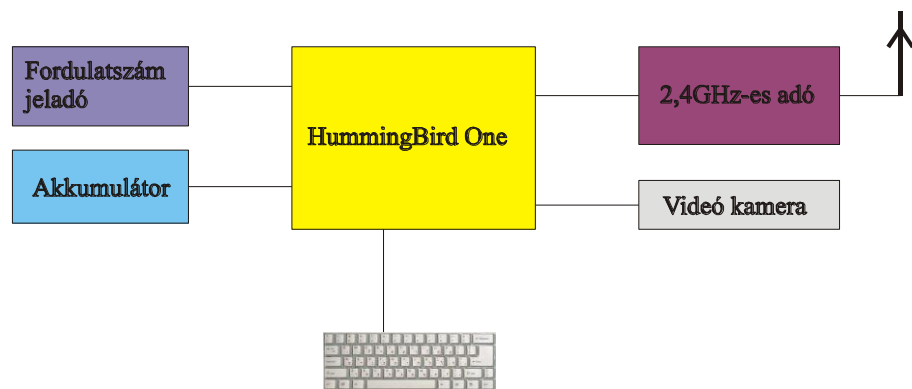 Fordulatszám
jeladó
HummingBird One
2,4GHz-es adó
Akkumulátor
Videó kamera